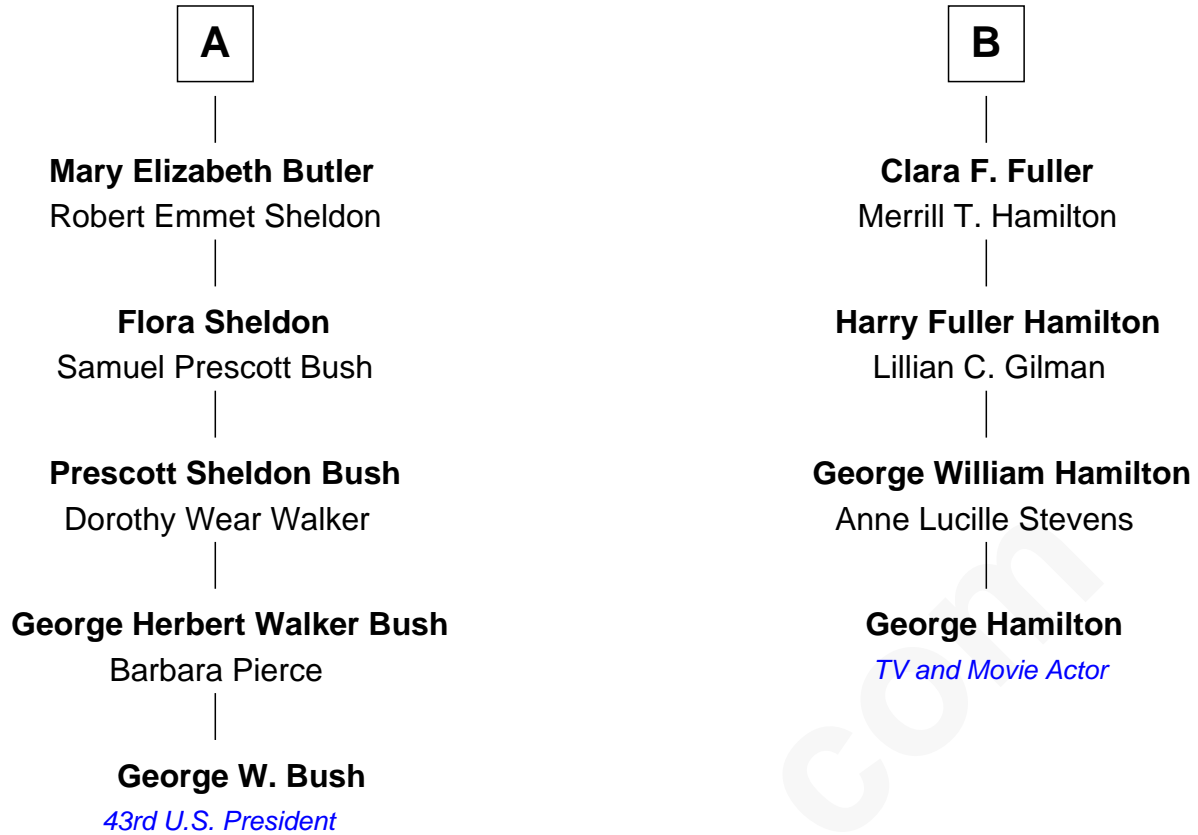 A
Mary Elizabeth Butler
Robert Emmet Sheldon
Flora Sheldon
Samuel Prescott Bush
Prescott Sheldon Bush
Dorothy Wear Walker
George Herbert Walker Bush
Barbara Pierce
George W. Bush
43rd U.S. President
B
Clara F. Fuller
Merrill T. Hamilton
Harry Fuller Hamilton
Lillian C. Gilman
George William Hamilton
Anne Lucille Stevens
George Hamilton
TV and Movie Actor
com